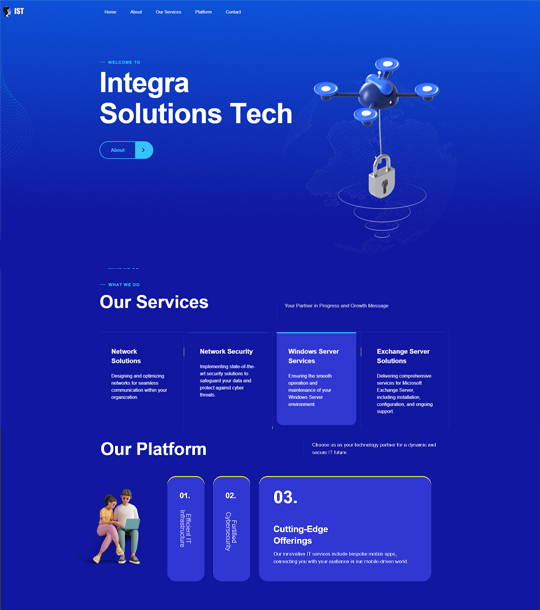 IST
Home About Our Services Platform Contact
WELCOME TO
Integra
Solutions Tech
About
WHAT WE DO
Our Services
Your Partner in Progress and Growth Message
Network
Solutions
Designing and optimizing
networks for seamless
communication within your
organization.
Network Security
Implementing state-of-the-
art security solutions to
safeguard your data and
protect against cyber
threats.
Windows Server
Services
Ensuring the smooth
operation and
maintenance of your
Windows Server
environment.
Exchange Server
Solutions
Delivering comprehensive
services for Microsoft
Exchange Server,
including installation,
configuration, and ongoing
support.
Our Platform
Choose us as your technology partner for a dynamic and
secure IT future.
01.
Efficient IT
Infrastructure
02.
Fortified
Cybersecurity
03.
Cutting-Edge
Offerings
Our innovative IT services include bespoke mobile apps,
connecting you with your audience in our mobile-driven world.